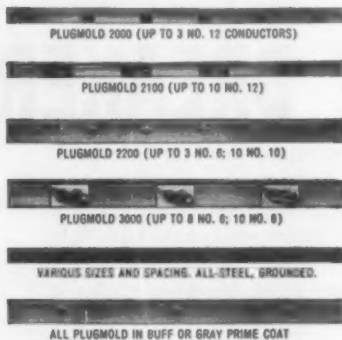 PLUGMOLD 2000 (UP TO 3 NO. 12 CONDUCTORS)
PLUGMOLD 2100 (UP TO 10 NO. 12)
PLUGMOLD 2200 (UP TO 3 NO. 6; 10 NO. 10)
PLUGMOLD 3000 (UP TO 8 NO. 6; 10 NO. 8)
VARIOUS SIZES AND SPACING. ALL-STEEL, GROUNDED.
ALL PLUGMOLD IN BUFF OR GRAY PRIME COAT